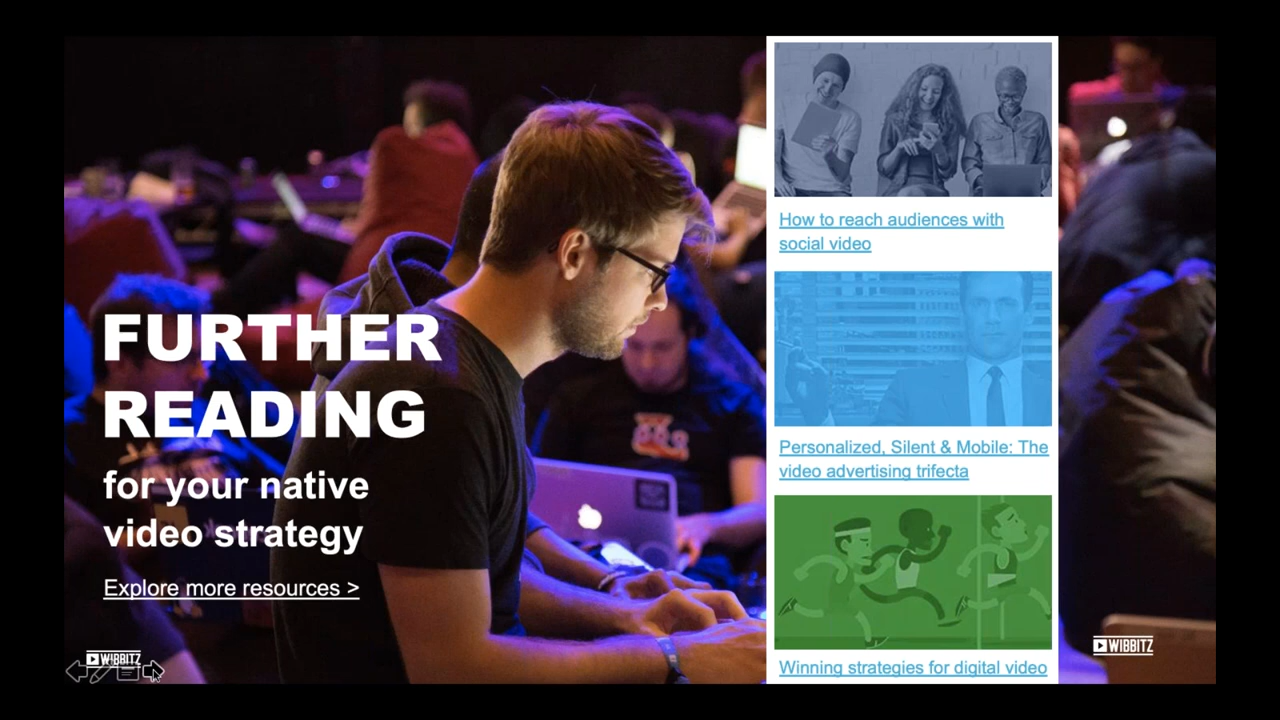 FURTHER
READING
for your native
video strategy
Explore more resources >
WIBBITZ
How to reach audiences with
social video
Personalized, Silent & Mobile: The
video advertising trifecta
Winning strategies for digital video
WIBBITZ